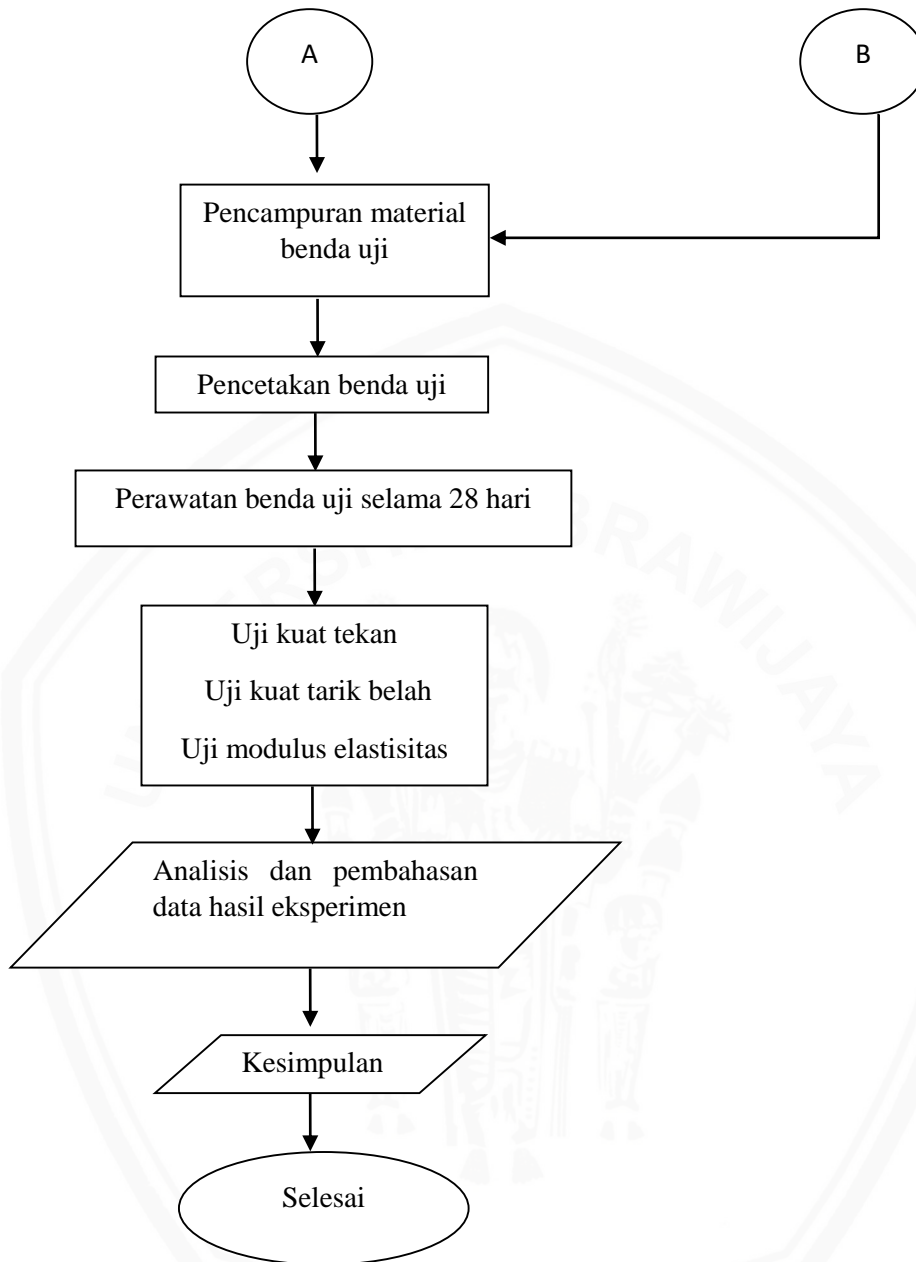 A
B
Pencampuran material
benda uji
Pencetakan benda uji
Perawatan benda uji selama 28 hari
Uji kuat tekan
Uji kuat tarik belah
Uji modulus elastisitas
Analisis dan pembahasan
data hasil eksperimen
Kesimpulan
Selesai